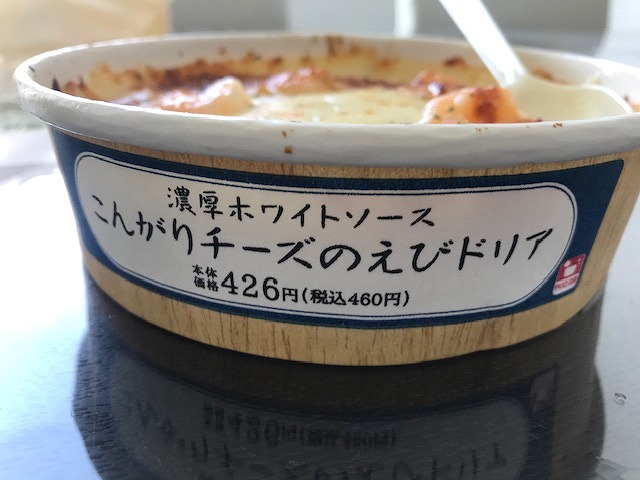 濃厚ホワイトソース
こんがりチーズのえびドリア
本体
価格426円(税込460円)